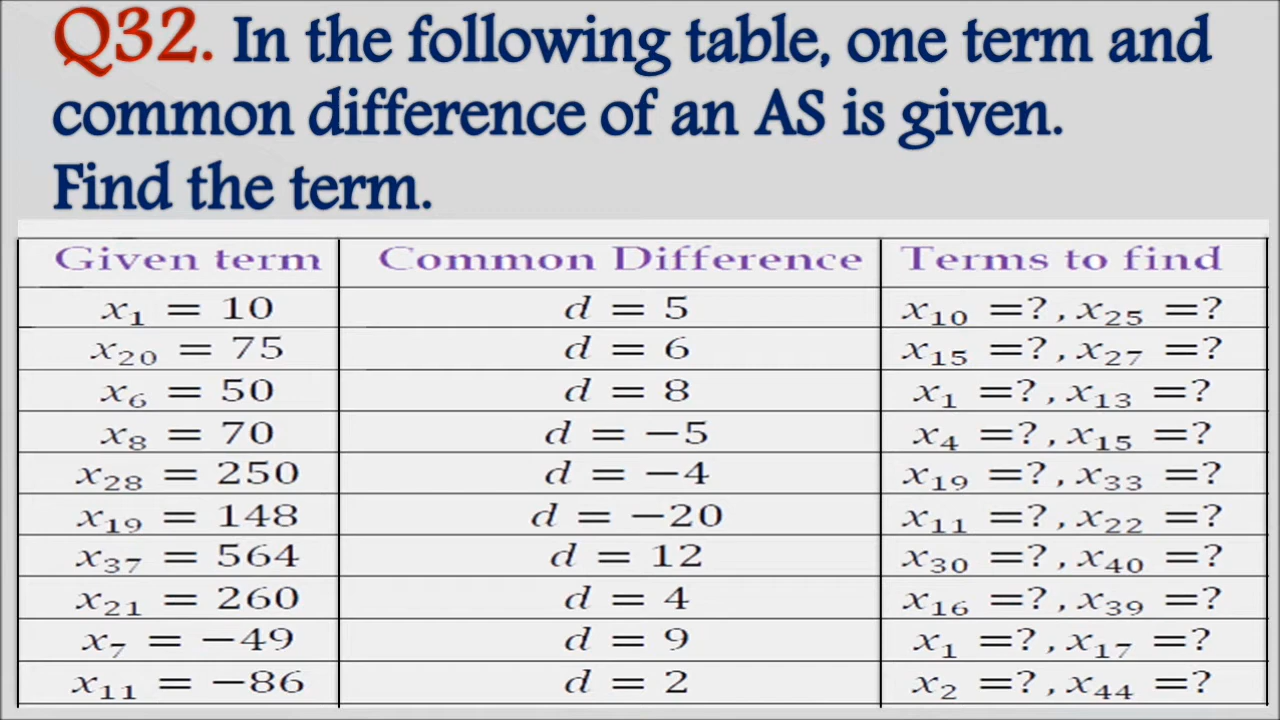 Q32. In the following table, one term and
common difference of an AS is given.
Find the term.
Given term Common Difference Terms to find
x₁ = 10 d = 5 x₁₀ =? , x₂₅ =?
x₂₀ = 75 d = 6 x₁₅ =? , x₂₇ =?
x₆ = 50 d = 8 x₁ =? , x₁₃ =?
x₈ = 70 d = −5 x₄ =? , x₁₅ =?
x₂₈ = 250 d = −4 x₁₉ =? , x₃₃ =?
x₁₉ = 148 d = −20 x₁₁ =? , x₂₂ =?
x₃₇ = 564 d = 12 x₃₀ =? , x₄₀ =?
x₂₁ = 260 d = 4 x₁₆ =? , x₃₉ =?
x₇ = −49 d = 9 x₁ =? , x₁₇ =?
x₁₁ = −86 d = 2 x₂ =? , x₄₄ =?